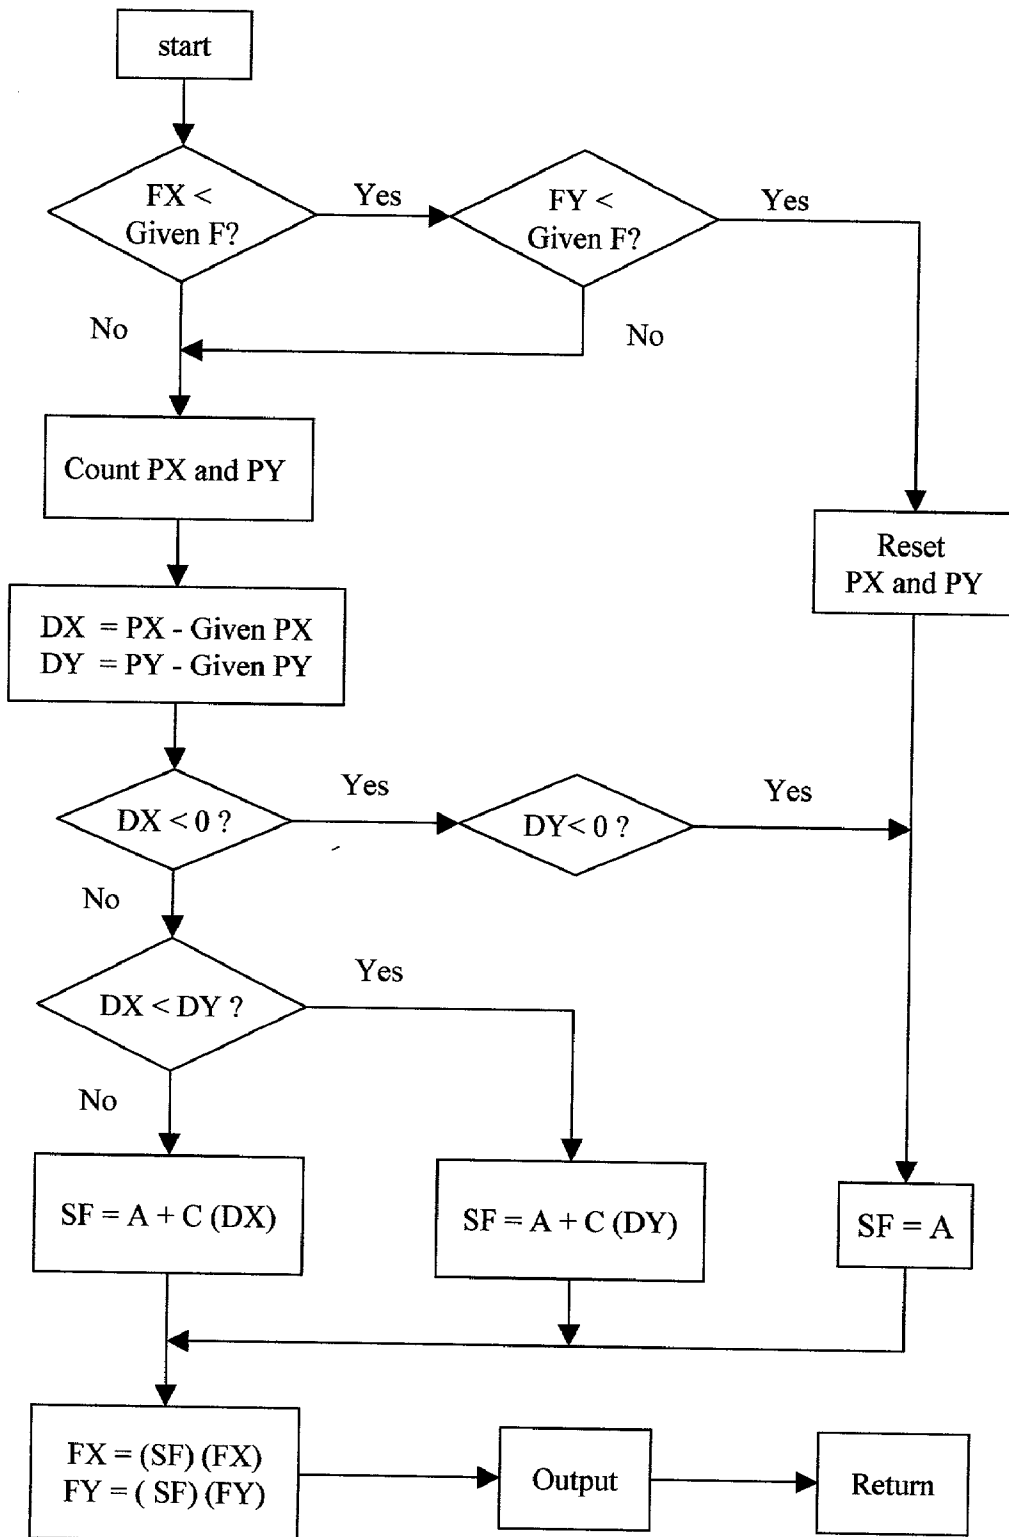 start
FX <
Given F?
Yes
FY <
Given F?
Yes
No
No
Count PX and PY
Reset
PX and PY
DX = PX - Given PX
DY = PY - Given PY
DX < 0 ?
Yes
DY< 0 ?
Yes
No
DX < DY ?
Yes
No
SF = A + C (DX)
SF = A + C (DY)
SF = A
FX = (SF) (FX)
FY = ( SF) (FY)
Output
Return